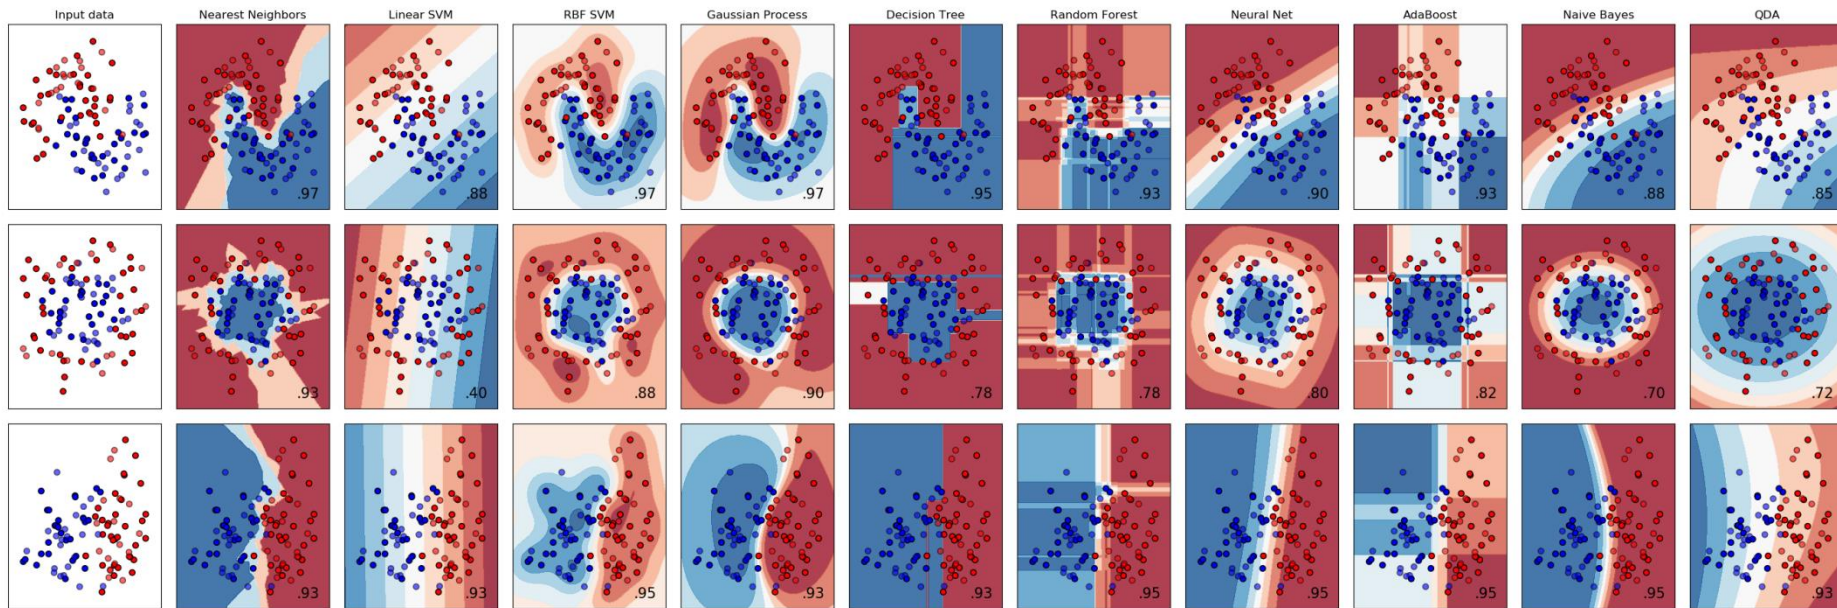 Input data Nearest Neighbors Linear SVM RBF SVM Gaussian Process Decision Tree Random Forest Neural Net AdaBoost Naive Bayes QDA
.97 .88 .97 .97 .95 .93 .90 .93 .88 .85
.93 .40 .88 .90 .78 .78 .80 .82 .70 .72
.93 .93 .95 .93 .93 .95 .95 .95 .95 .93